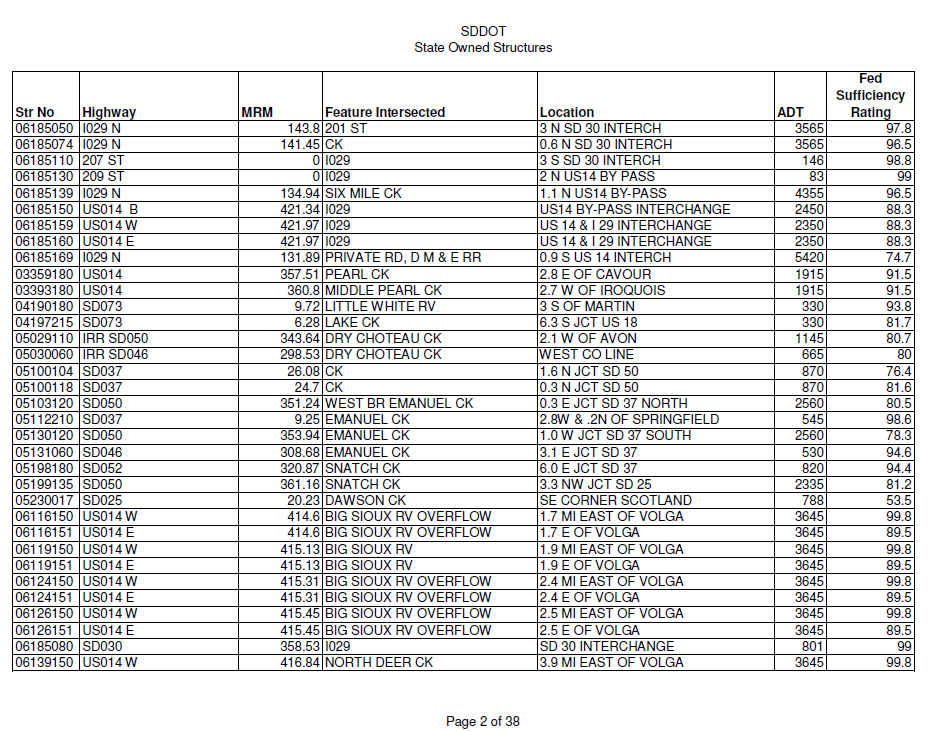 SDDOT
State Owned Structures
Fed
Sufficiency
Str No Highway MRM Feature Intersected Location ADT Rating
06185050 I029 N 143.8 201 ST 3 N SD 30 INTERCH 3565 97.8
06185074 I029 N 141.45 CK 0.6 N SD 30 INTERCH 3565 96.5
06185110 207 ST 0 I029 3 S SD 30 INTERCH 146 98.8
06185130 209 ST 0 I029 2 N US14 BY PASS 83 99
06185139 I029 N 134.94 SIX MILE CK 1.1 N US14 BY-PASS 4355 96.5
06185150 US014 B 421.34 I029 US14 BY-PASS INTERCHANGE 2450 88.3
06185159 US014 W 421.97 I029 US 14 & I 29 INTERCHANGE 2350 88.3
06185160 US014 E 421.97 I029 US 14 & I 29 INTERCHANGE 2350 88.3
06185169 I029 N 131.89 PRIVATE RD, D M & E RR 0.9 S US 14 INTERCH 5420 74.7
03359180 US014 357.51 PEARL CK 2.8 E OF CAVOUR 1915 91.5
03393180 US014 360.8 MIDDLE PEARL CK 2.7 W OF IROQUOIS 1915 91.5
04190180 SD073 9.72 LITTLE WHITE RV 3 S OF MARTIN 330 93.8
04197215 SD073 6.28 LAKE CK 6.3 S JCT US 18 330 81.7
05029110 IRR SD050 343.64 DRY CHOTEAU CK 2.1 W OF AVON 1145 80.7
05030060 IRR SD046 298.53 DRY CHOTEAU CK WEST CO LINE 665 80
05100104 SD037 26.08 CK 1.6 N JCT SD 50 870 76.4
05100118 SD037 24.7 CK 0.3 N JCT SD 50 870 81.6
05103120 SD050 351.24 WEST BR EMANUEL CK 0.3 E JCT SD 37 NORTH 2560 80.5
05112210 SD037 9.25 EMANUEL CK 2.8W & .2N OF SPRINGFIELD 545 98.6
05130120 SD050 353.94 EMANUEL CK 1.0 W JCT SD 37 SOUTH 2560 78.3
05131060 SD046 308.68 EMANUEL CK 3.1 E JCT SD 37 530 94.6
05198180 SD052 320.87 SNATCH CK 6.0 E JCT SD 37 820 94.4
05199135 SD050 361.16 SNATCH CK 3.3 NW JCT SD 25 2335 81.2
05230017 SD025 20.23 DAWSON CK SE CORNER SCOTLAND 788 53.5
06116150 US014 W 414.6 BIG SIOUX RV OVERFLOW 1.7 MI EAST OF VOLGA 3645 99.8
06116151 US014 E 414.6 BIG SIOUX RV OVERFLOW 1.7 E OF VOLGA 3645 89.5
06119150 US014 W 415.13 BIG SIOUX RV 1.9 MI EAST OF VOLGA 3645 99.8
06119151 US014 E 415.13 BIG SIOUX RV 1.9 E OF VOLGA 3645 89.5
06124150 US014 W 415.31 BIG SIOUX RV OVERFLOW 2.4 MI EAST OF VOLGA 3645 99.8
06124151 US014 E 415.31 BIG SIOUX RV OVERFLOW 2.4 E OF VOLGA 3645 89.5
06126150 US014 W 415.45 BIG SIOUX RV OVERFLOW 2.5 MI EAST OF VOLGA 3645 99.8
06126151 US014 E 415.45 BIG SIOUX RV OVERFLOW 2.5 E OF VOLGA 3645 89.5
06185080 SD030 358.53 I029 SD 30 INTERCHANGE 801 99
06139150 US014 W 416.84 NORTH DEER CK 3.9 MI EAST OF VOLGA 3645 99.8
Page 2 of 38